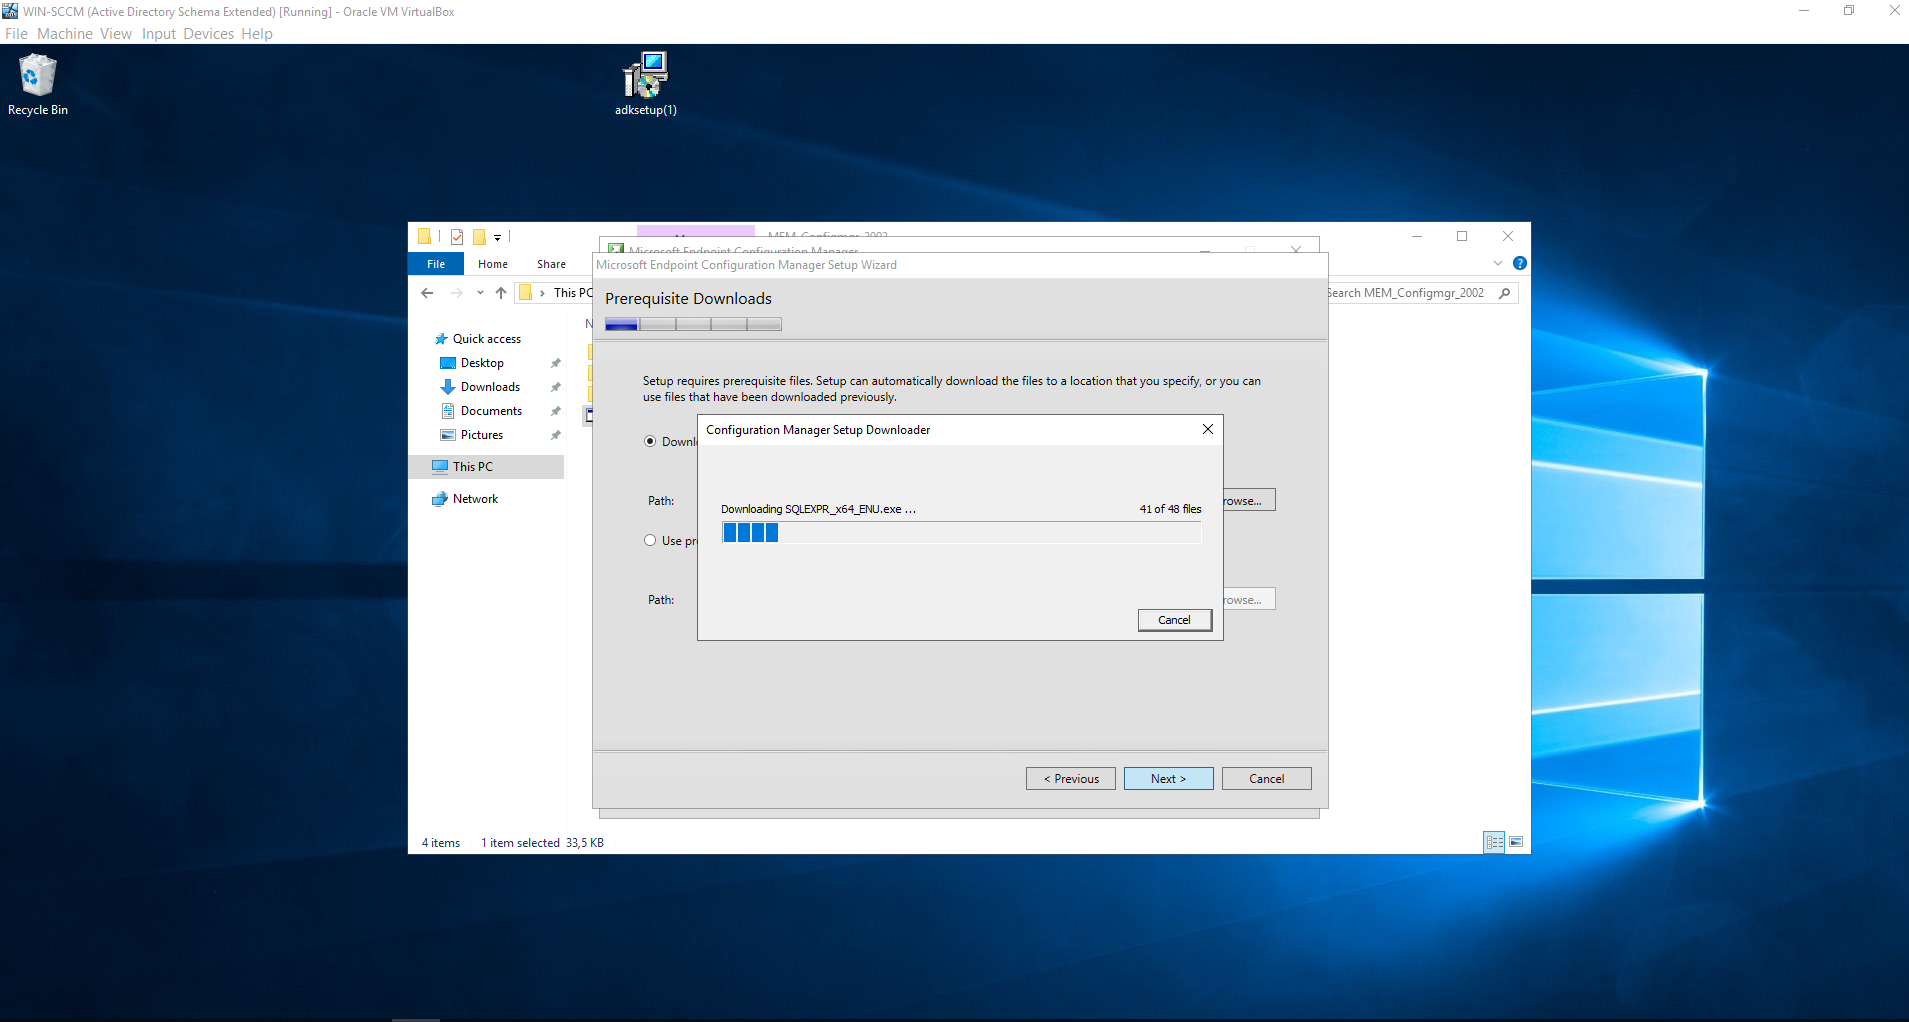 WIN-SCCM (Active Directory Schema Extended) [Running] - Oracle VM VirtualBox
File Machine View Input Devices Help
Recycle Bin
adksetup(1)
MEM_Configmgr_2002
Microsoft Endpoint Configuration Manager
Microsoft Endpoint Configuration Manager Setup Wizard
File Home Share
This PC
Search MEM_Configmgr_2002
Prerequisite Downloads
Quick access
Desktop
Downloads
Documents
Pictures
This PC
Network
Setup requires prerequisite files. Setup can automatically download the files to a location that you specify, or you can
use files that have been downloaded previously.
Configuration Manager Setup Downloader
Path:
Downloading SQLEXPR_x64_ENU.exe ... 41 of 48 files
Use
Path:
Cancel
< Previous Next > Cancel
4 items 1 item selected 33,5 KB